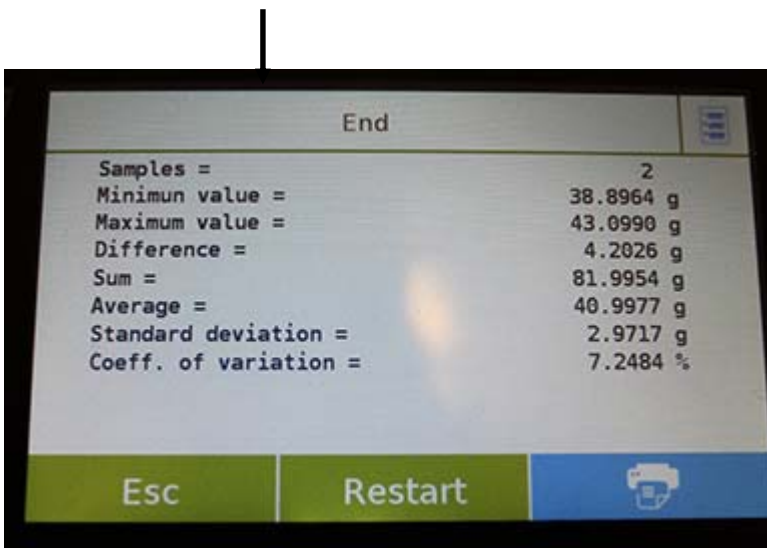 End
Samples = 2
Minimun value = 38.8964 g
Maximum value = 43.0990 g
Difference = 4.2026 g
Sum = 81.9954 g
Average = 40.9977 g
Standard deviation = 2.9717 g
Coeff. of variation = 7.2484 %
Esc Restart